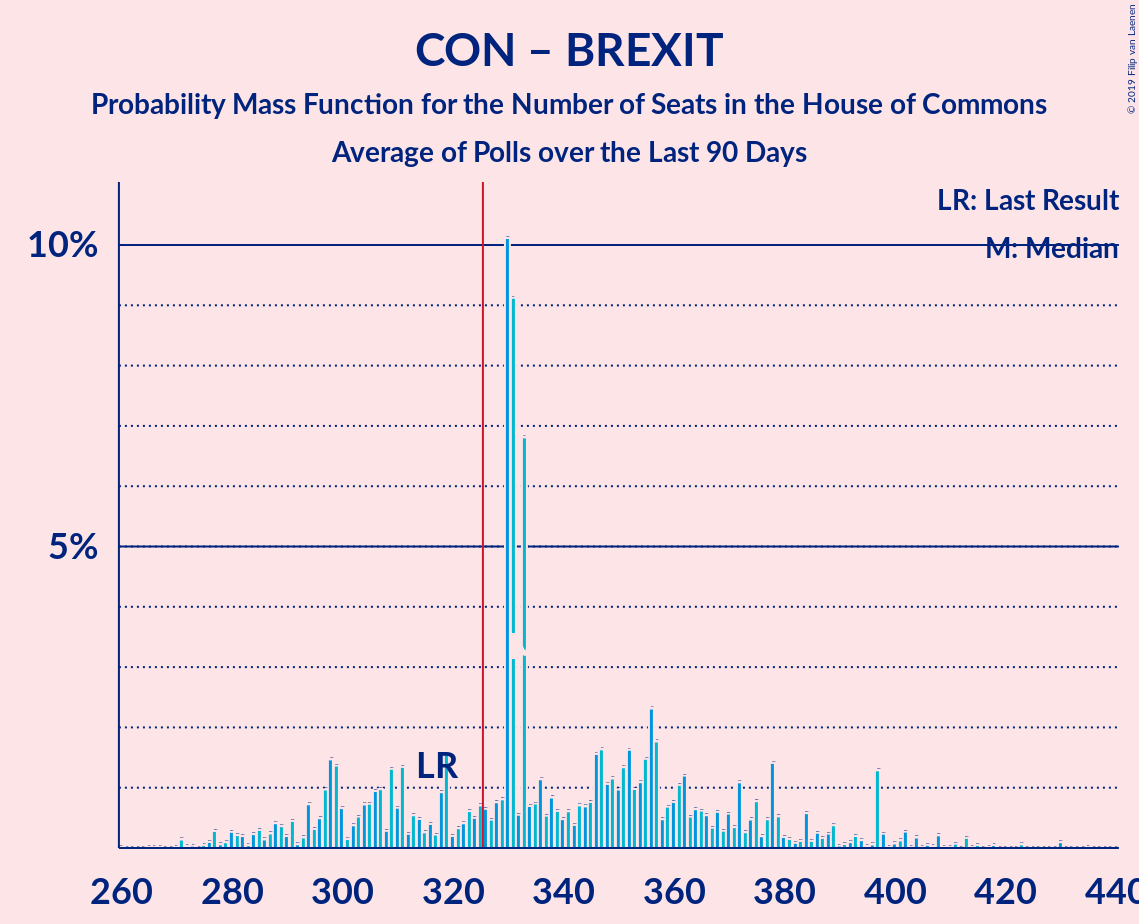 CON – BREXIT
Probability Mass Function for the Number of Seats in the House of Commons
Average of Polls over the Last 90 Days
© 2019 Filip van Laenen
LR: Last Result
M: Median
10%
5%
LR
260 280 300 320 340 360 380 400 420 440